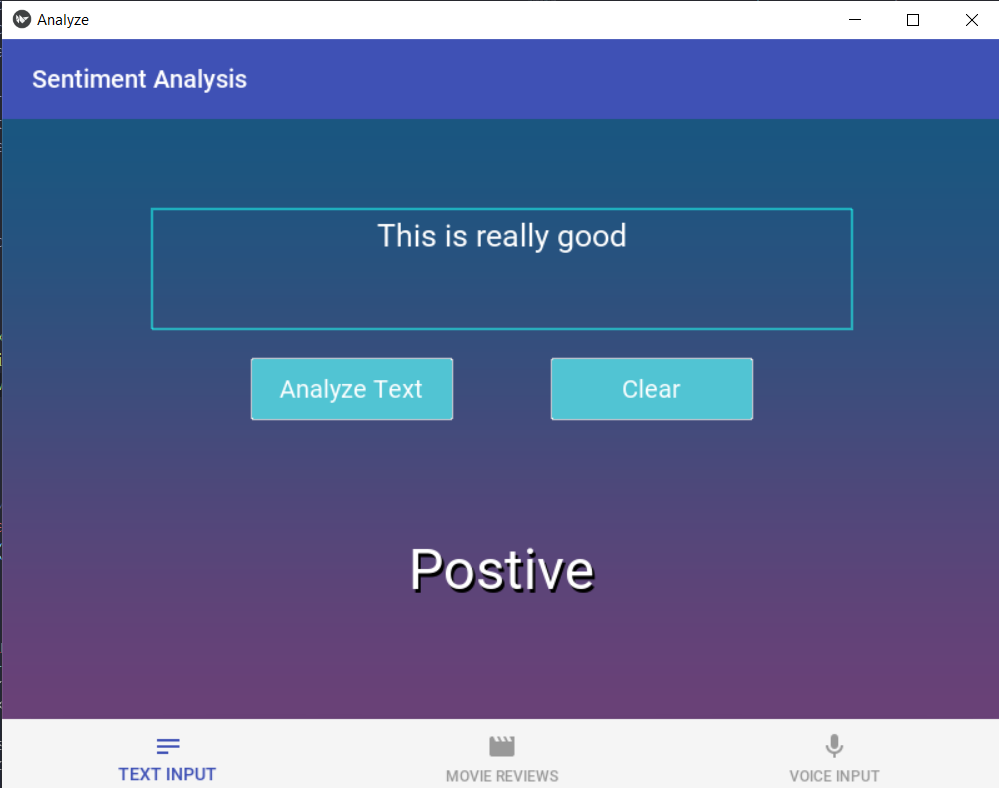 Analyze
Sentiment Analysis
This is really good
Analyze Text
Clear
Postive
TEXT INPUT
MOVIE REVIEWS
VOICE INPUT